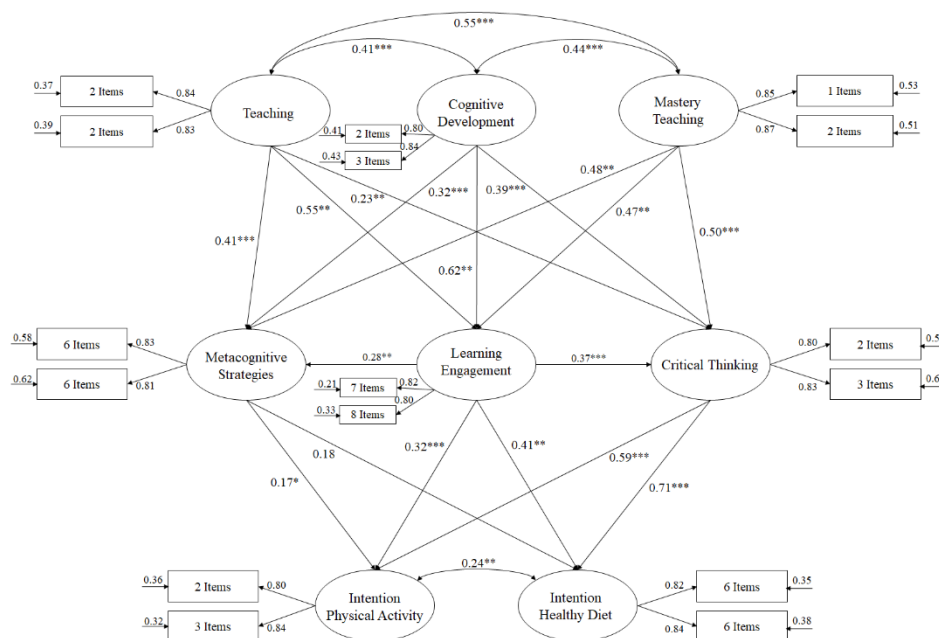 0.55***
0.41***
0.44***
0.37
2 Items
0.84
0.39
2 Items
0.83
Teaching
Cognitive
Development
Mastery
Teaching
0.85
1 Items
0.53
0.87
2 Items
0.51
0.41
2 Items
0.80
0.43
3 Items
0.84
0.41***
0.55**
0.23**
0.32***
0.62**
0.39***
0.48**
0.47**
0.50***
0.58
6 Items
0.83
0.62
6 Items
0.81
Metacognitive
Strategies
0.28**
Learning
Engagement
0.37***
Critical Thinking
0.80
2 Items
0.83
3 Items
0.21
7 Items
0.82
0.33
8 Items
0.80
0.17*
0.18
0.32***
0.41**
0.59***
0.71***
0.24**
0.36
2 Items
0.80
0.32
3 Items
0.84
Intention
Physical Activity
Intention
Healthy Diet
0.82
6 Items
0.35
0.84
6 Items
0.38